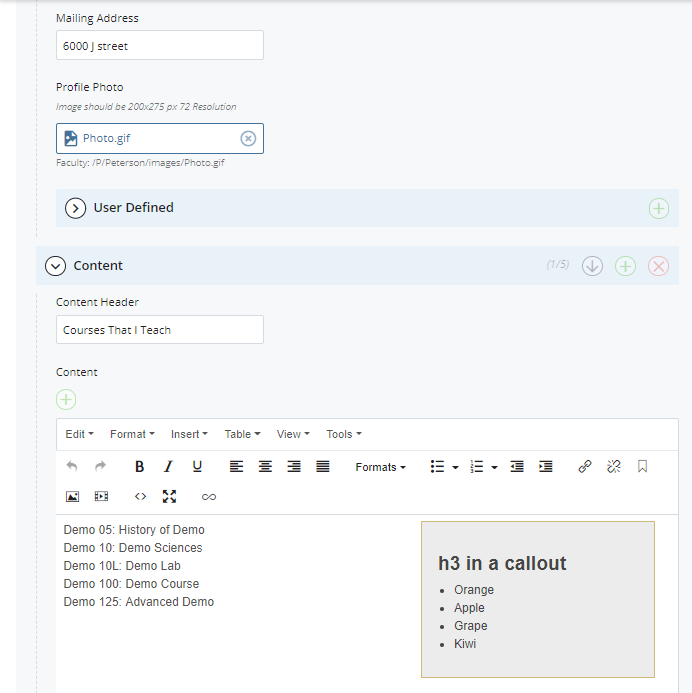 Mailing Address
6000 J street
Profile Photo
Image should be 200x275 px 72 Resolution
Photo.gif
Faculty: /P/Peterson/images/Photo.gif
User Defined
Content (1/5)
Content Header
Courses That I Teach
Content
Edit Format Insert Table View Tools
B I U Formats
Demo 05: History of Demo
Demo 10: Demo Sciences
Demo 10L: Demo Lab
Demo 100: Demo Course
Demo 125: Advanced Demo
h3 in a callout
Orange
Apple
Grape
Kiwi